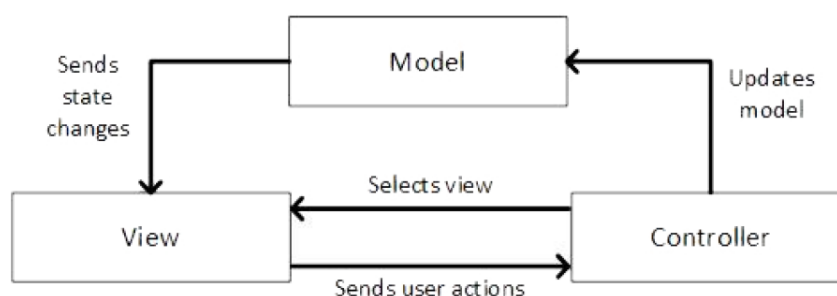 Model
Sends
state
changes
Updates
model
Selects view
View
Controller
Sends user actions